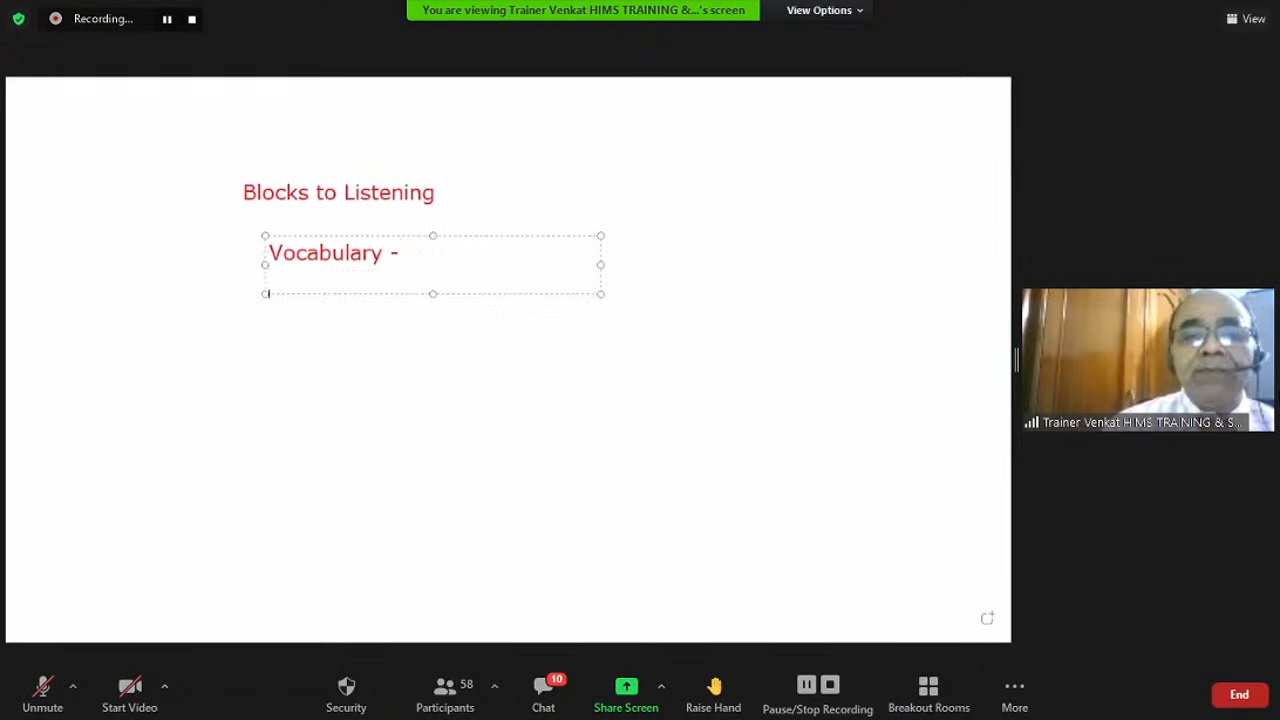 Recording...
You are viewing Trainer Venkat HIMS TRAINING &...'s screen
View Options
View
Blocks to Listening
Vocabulary -
Trainer Venkat HIMS TRAINING & S...
58
10
Unmute
Start Video
Security
Participants
Chat
Share Screen
Raise Hand
Pause/Stop Recording
Breakout Rooms
More
End